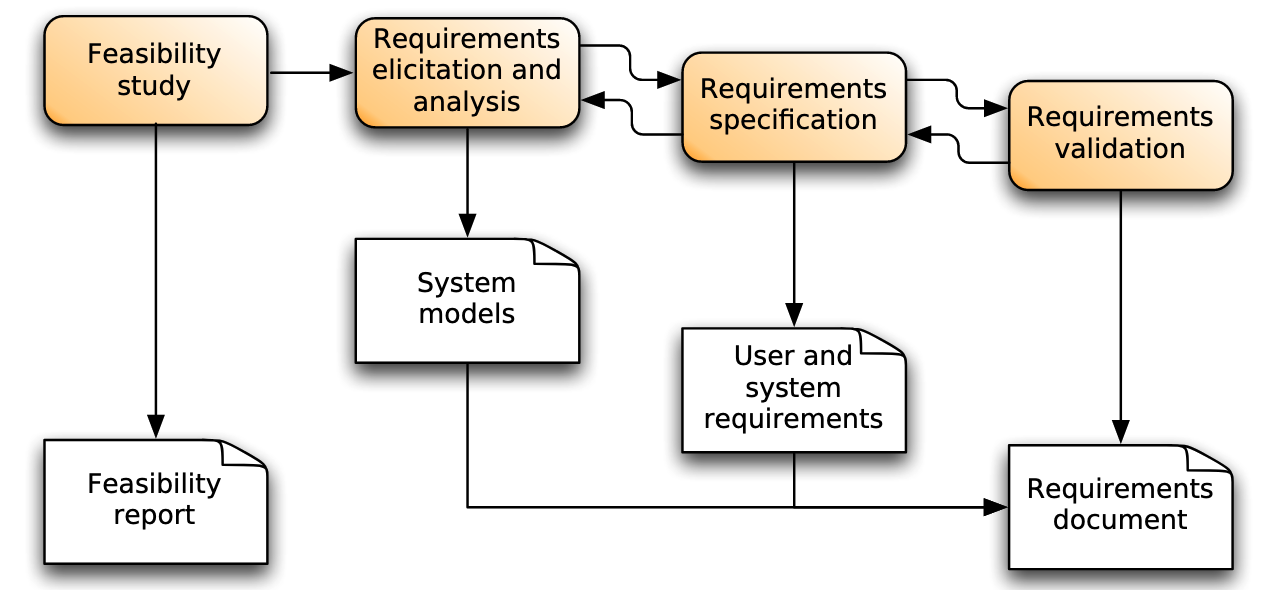 Feasibility
study
Requirements
elicitation and
analysis
Requirements
specification
Requirements
validation
System
models
User and
system
requirements
Feasibility
report
Requirements
document